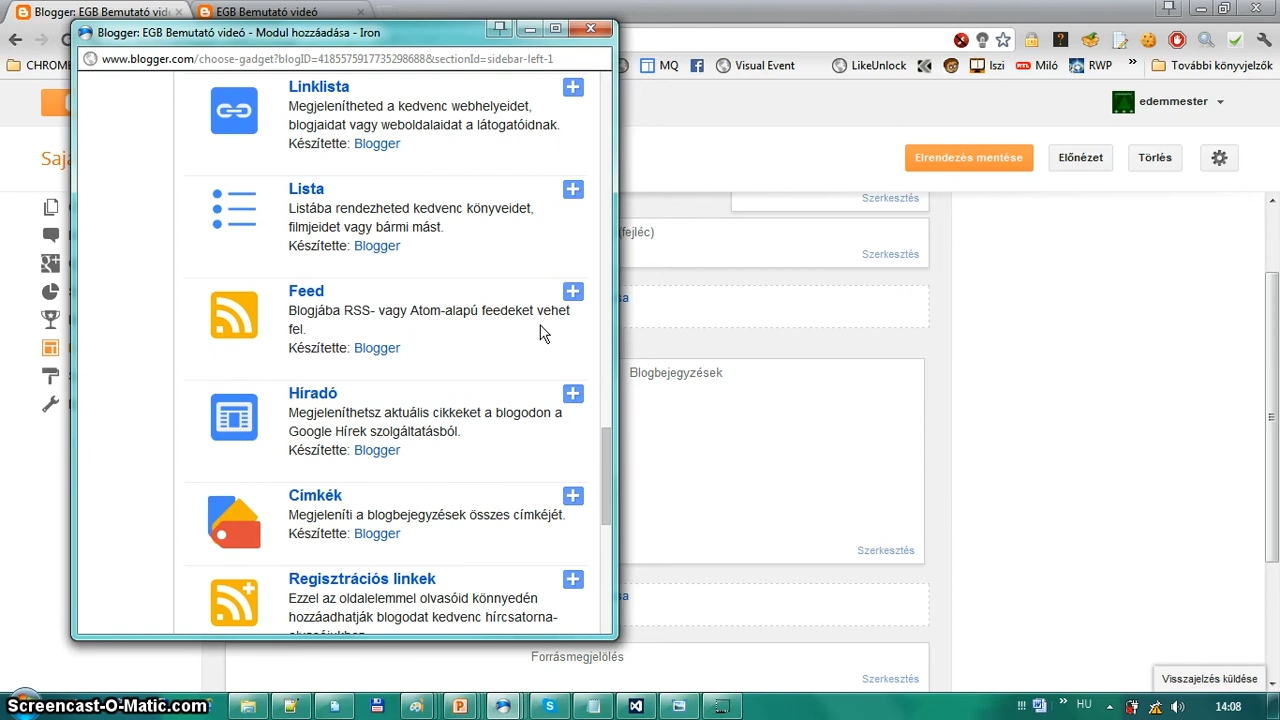 Blogger: EGB Bemutató videó
EGB Bemutató videó
Blogger: EGB Bemutató videó - Modul hozzáadása - Iron
www.blogger.com/choose-gadget?blogID=4185575917735298688&sectionId=sidebar-left-1
CHROME
MQ
Visual Event
LikeUnlock
Iszi
Miló
RWP
»
További könyvjelzők
edemmester
Saj
Elrendezés mentése
Előnézet
Törlés
Linklista
Megjelenítheted a kedvenc webhelyeidet,
blogjaidat vagy weboldalaidat a látogatóidnak.
Készítette: Blogger
Lista
Listába rendezheted kedvenc könyveidet,
filmjeidet vagy bármi mást.
Készítette: Blogger
Feed
Blogjába RSS- vagy Atom-alapú feedeket vehet
fel.
Készítette: Blogger
Híradó
Megjeleníthetsz aktuális cikkeket a blogodon a
Google Hírek szolgáltatásból.
Készítette: Blogger
Címkék
Megjeleníti a blogbejegyzések összes címkéjét.
Készítette: Blogger
Regisztrációs linkek
Ezzel az oldalelemmel olvasóid könnyedén
hozzáadhatják blogodat kedvenc hírcsatorna-
Szerkesztés
(fejléc)
Szerkesztés
sa
Blogbejegyzések
Szerkesztés
sa
Forrásmegjelölés
Szerkesztés
Visszajelzés küldése
Screencast-O-Matic.com
HU
14:08